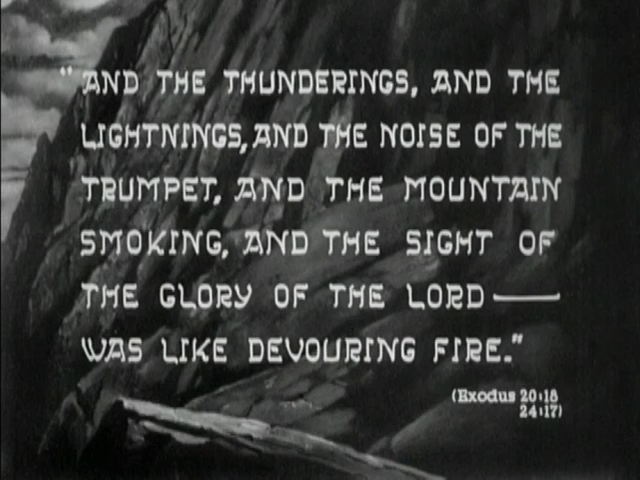 "AND THE THUNDERINGS, AND THE
LIGHTNINGS, AND THE NOISE OF THE
TRUMPET, AND THE MOUNTAIN
SMOKING, AND THE SIGHT OF
THE GLORY OF THE LORD—
WAS LIKE DEVOURING FIRE."
(Exodus 20:18
24:17)